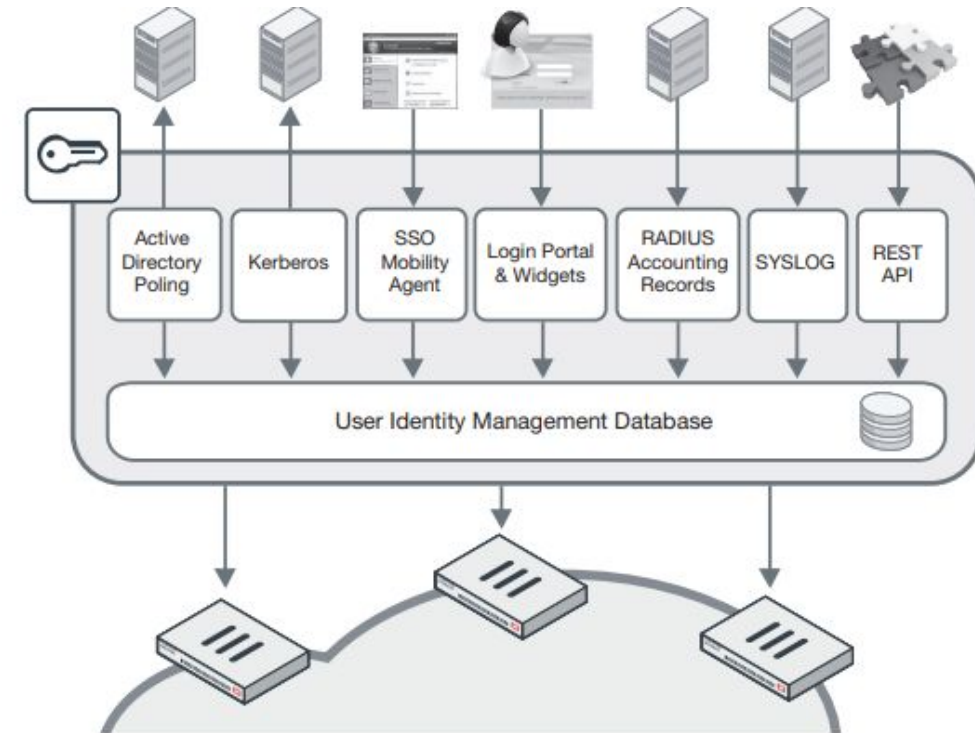 Active
Directory
Poling
Kerberos
SSO
Mobility
Agent
Login Portal
& Widgets
RADIUS
Accounting
Records
SYSLOG
REST
API
User Identity Management Database